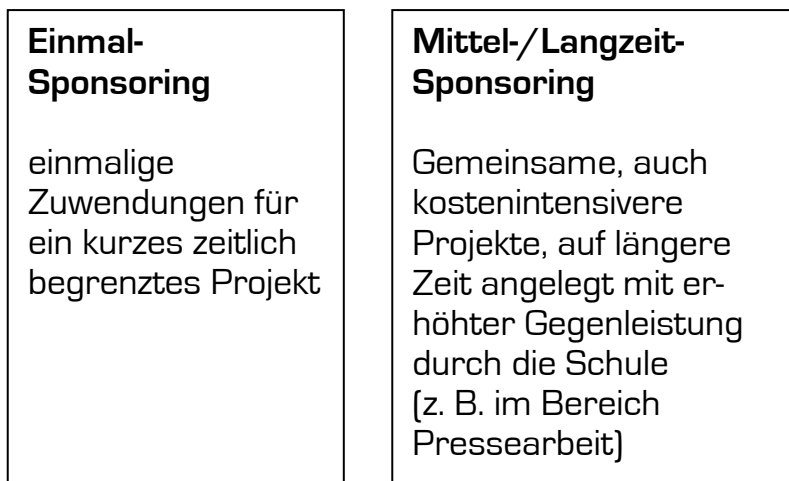 Einmal-
Sponsoring
einmalige
Zuwendungen für
ein kurzes zeitlich
begrenztes Projekt
Mittel-/Langzeit-
Sponsoring
Gemeinsame, auch
kostenintensivere
Projekte, auf längere
Zeit angelegt mit er-
höhter Gegenleistung
durch die Schule
(z. B. im Bereich
Pressearbeit)